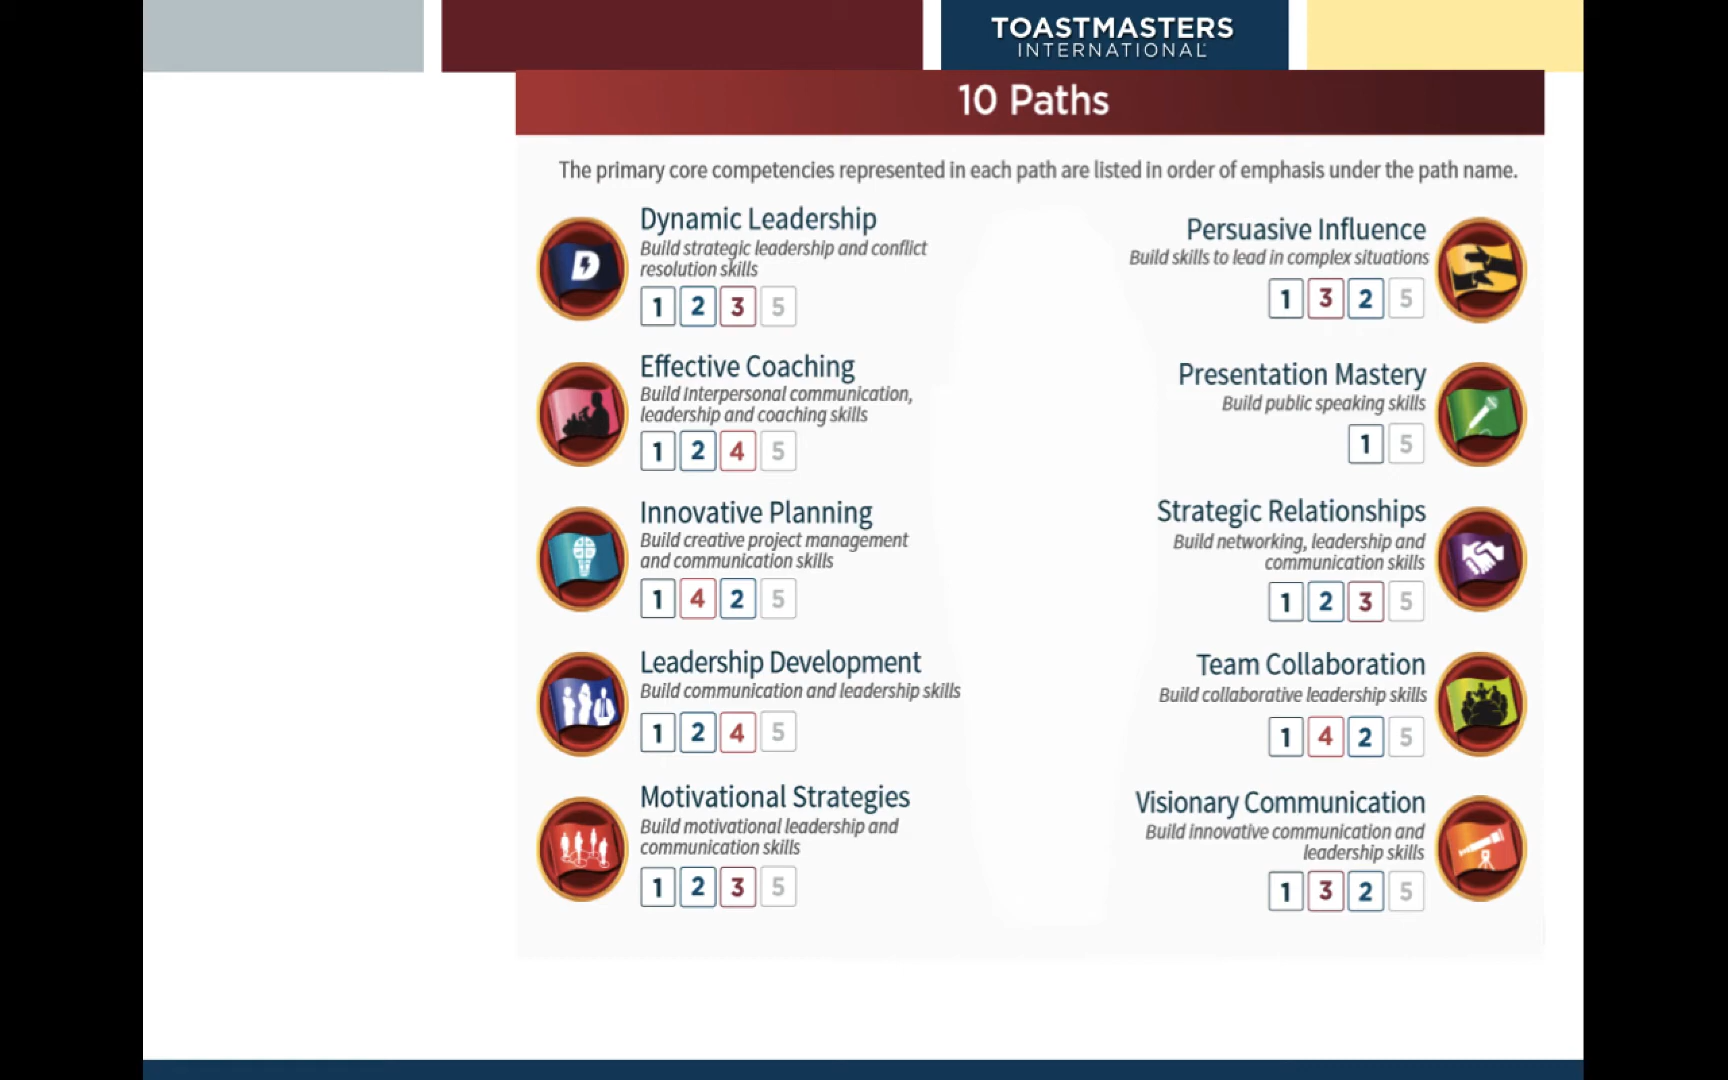 TOASTMASTERS
INTERNATIONAL
10 Paths
The primary core competencies represented in each path are listed in order of emphasis under the path name.
Dynamic Leadership
Build strategic leadership and conflict
resolution skills
1 2 3 5
Effective Coaching
Build Interpersonal communication,
leadership and coaching skills
1 2 4 5
Innovative Planning
Build creative project management
and communication skills
1 4 2 5
Leadership Development
Build communication and leadership skills
1 2 4 5
Motivational Strategies
Build motivational leadership and
communication skills
1 2 3 5
Persuasive Influence
Build skills to lead in complex situations
1 3 2 5
Presentation Mastery
Build public speaking skills
1 5
Strategic Relationships
Build networking, leadership and
communication skills
1 2 3 5
Team Collaboration
Build collaborative leadership skills
1 4 2 5
Visionary Communication
Build innovative communication and
leadership skills
1 3 2 5
D